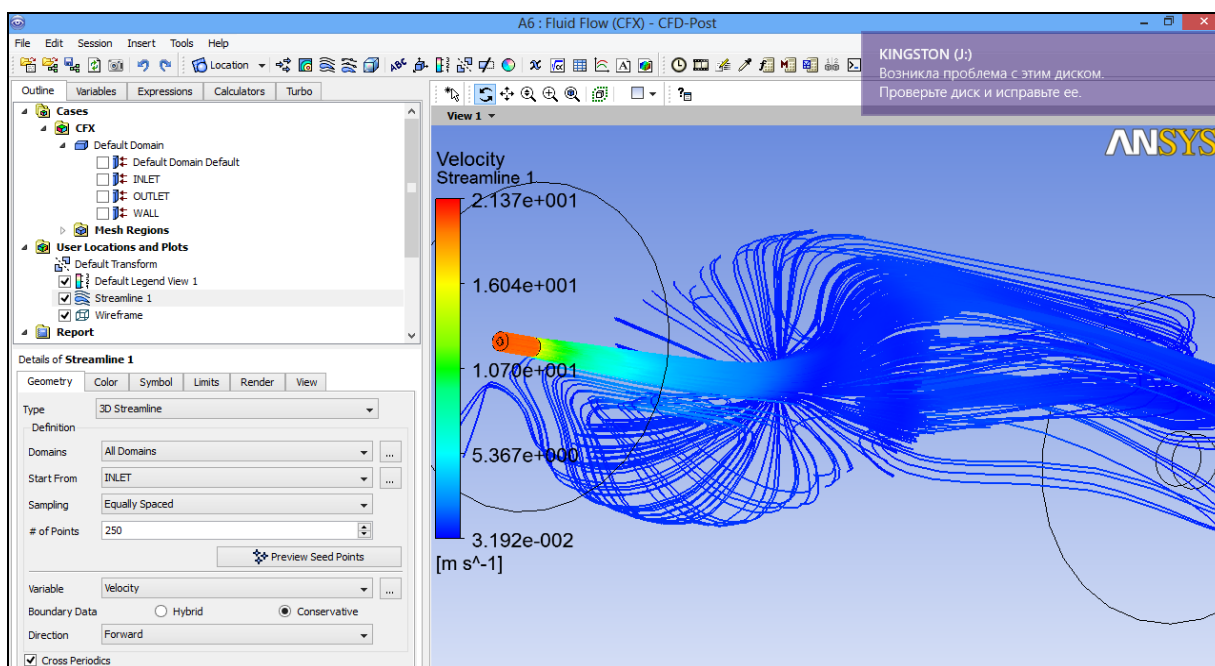 A6 : Fluid Flow (CFX) - CFD-Post
File Edit Session Insert Tools Help
Location
KINGSTON (J:)
Возникла проблема с этим диском.
Проверьте диск и исправьте ее.
Outline Variables Expressions Calculators Turbo
Cases
CFX
Default Domain
Default Domain Default
INLET
OUTLET
WALL
Mesh Regions
User Locations and Plots
Default Transform
Default Legend View 1
Streamline 1
Wireframe
Report
Details of Streamline 1
Geometry Color Symbol Limits Render View
Type 3D Streamline
Definition
Domains All Domains ...
Start From INLET ...
Sampling Equally Spaced
# of Points 250
Preview Seed Points
Variable Velocity ...
Boundary Data Hybrid Conservative
Direction Forward
Cross Periodics
View 1
ANSYS
Velocity
Streamline 1
2.137e+001
1.604e+001
1.070e+001
5.367e+000
3.192e-002
[m s^-1]